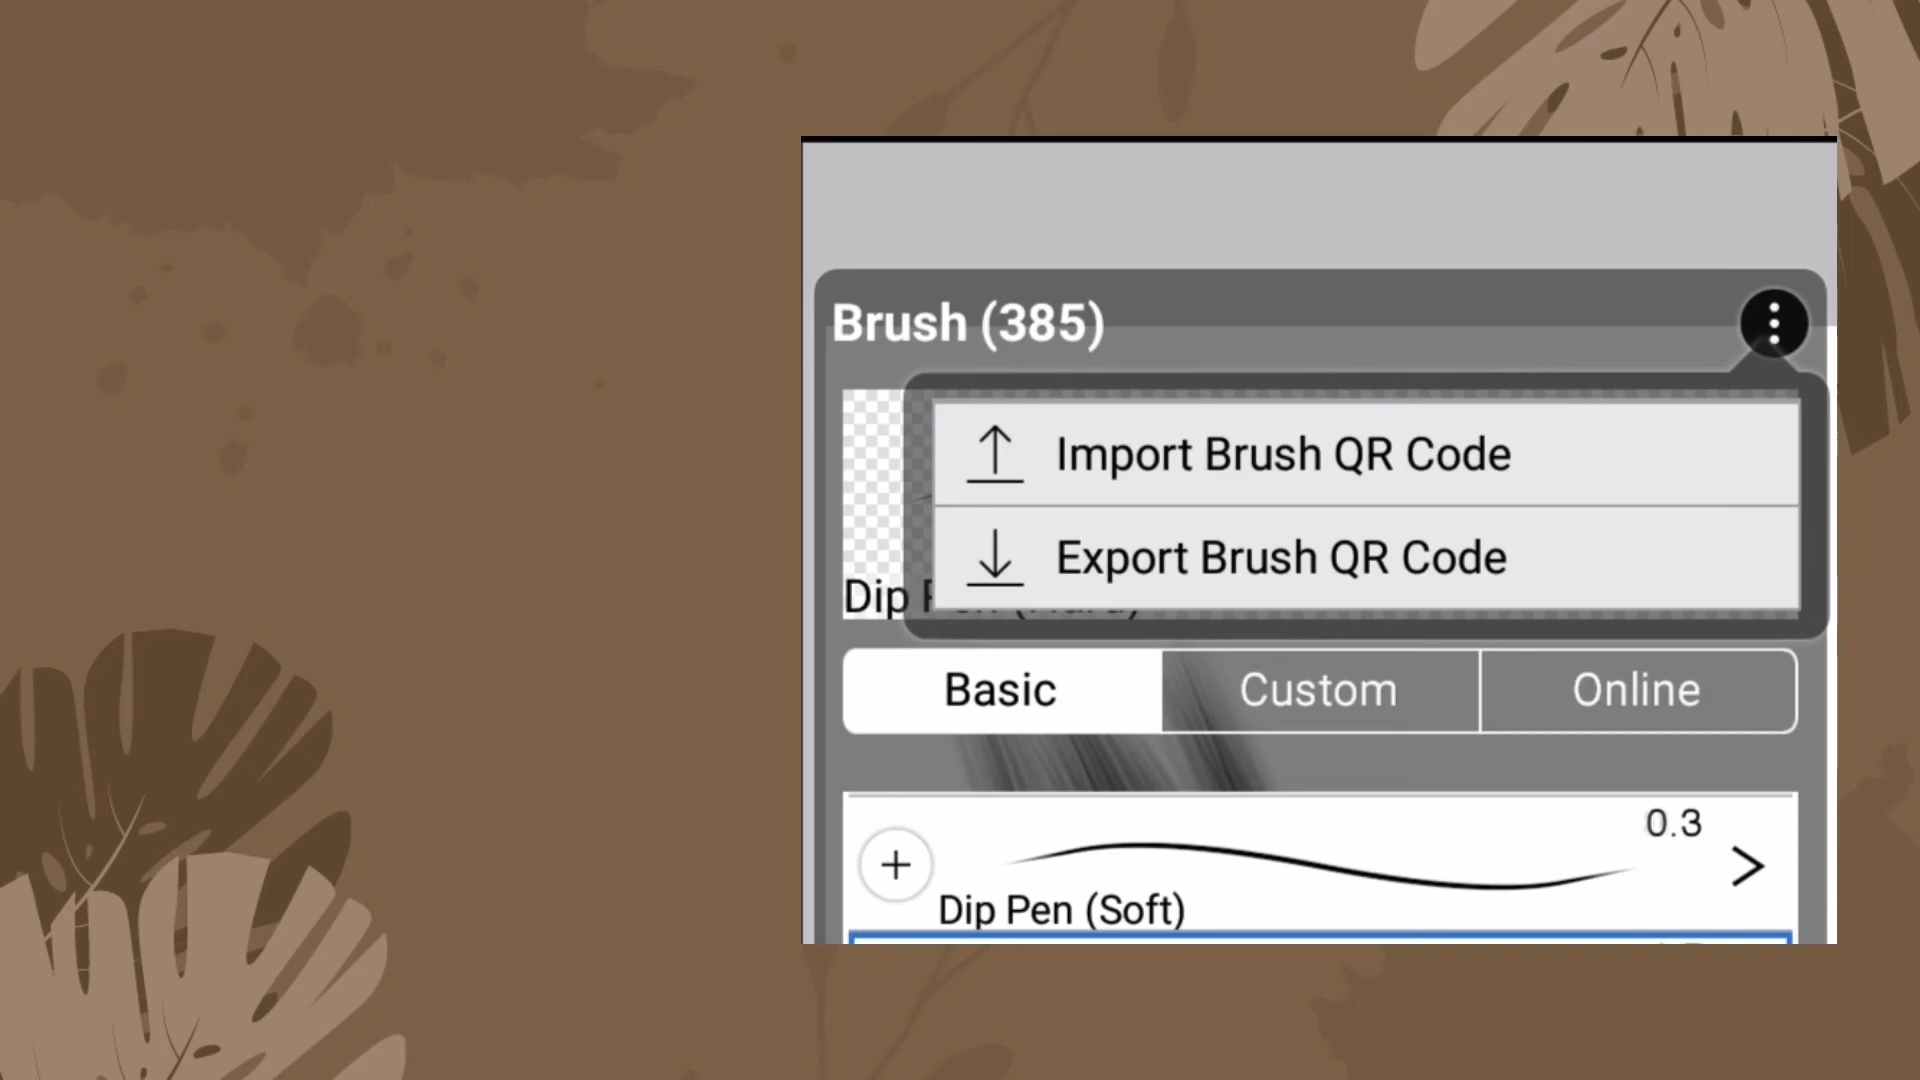 Brush (385)
Import Brush QR Code
Export Brush QR Code
Dip
Basic
Custom
Online
0.3
Dip Pen (Soft)